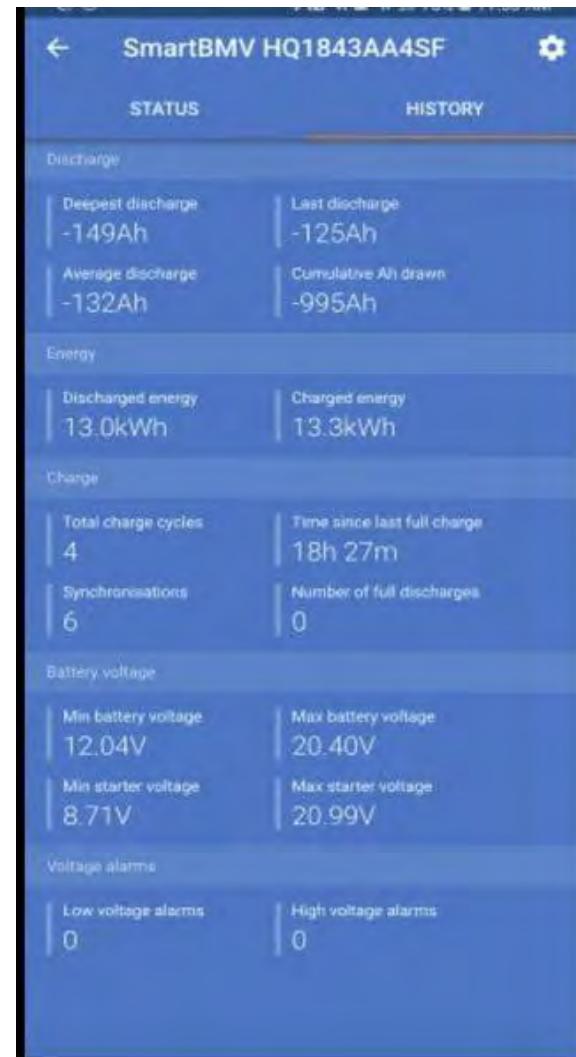 SmartBMV HQ1843AA4SF
STATUS HISTORY
Discharge
Deepest discharge Last discharge
-149Ah -125Ah
Average discharge Cumulative Ah drawn
-132Ah -995Ah
Energy
Discharged energy Charged energy
13.0kWh 13.3kWh
Charge
Total charge cycles Time since last full charge
4 18h 27m
Synchronisations Number of full discharges
6 0
Battery voltage
Min battery voltage Max battery voltage
12.04V 20.40V
Min starter voltage Max starter voltage
8.71V 20.99V
Voltage alarms
Low voltage alarms High voltage alarms
0 0